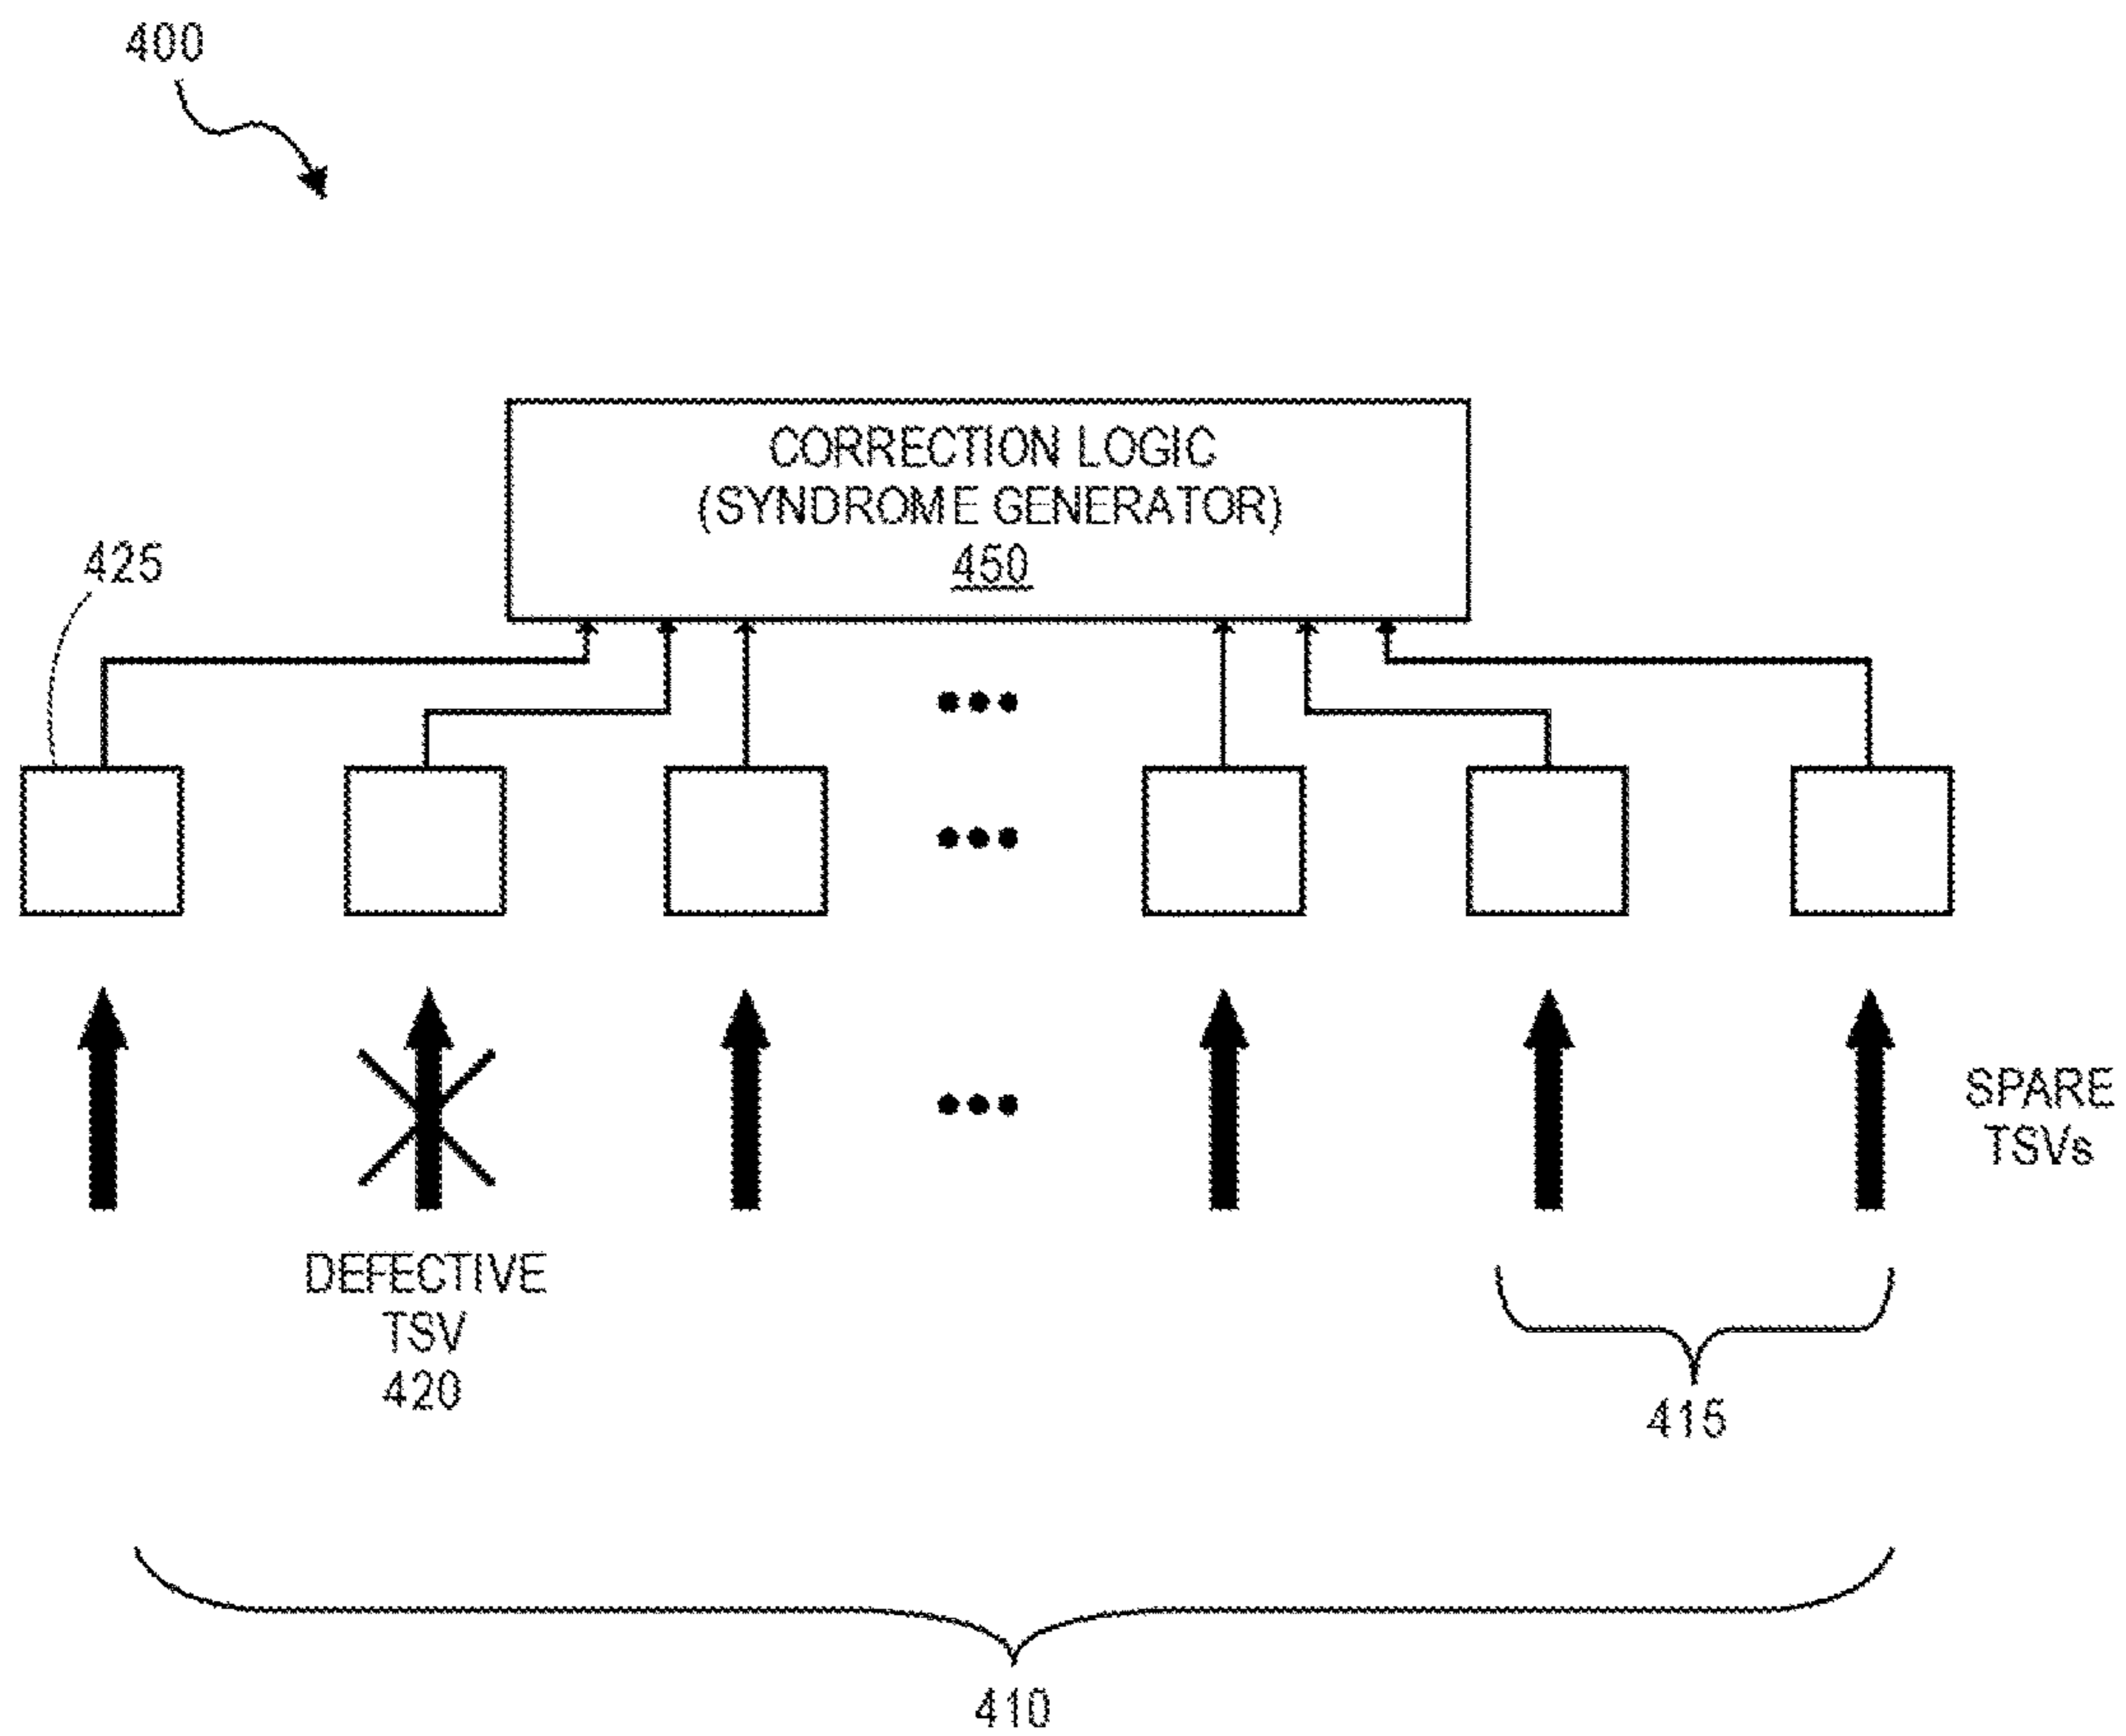 400
CORRECTION LOGIC
(SYNDROME GENERATOR)
450
425
SPARE
TSVs
DEFECTIVE
TSV
420
415
410